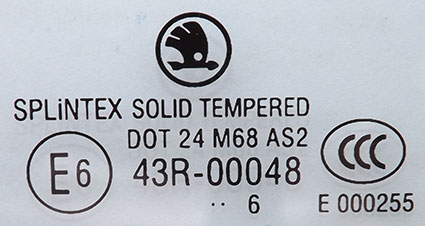 SPLiNTEX SOLID TEMPERED
DOT 24 M68 AS2
E6 43R-00048 CCC
·· 6 E 000255